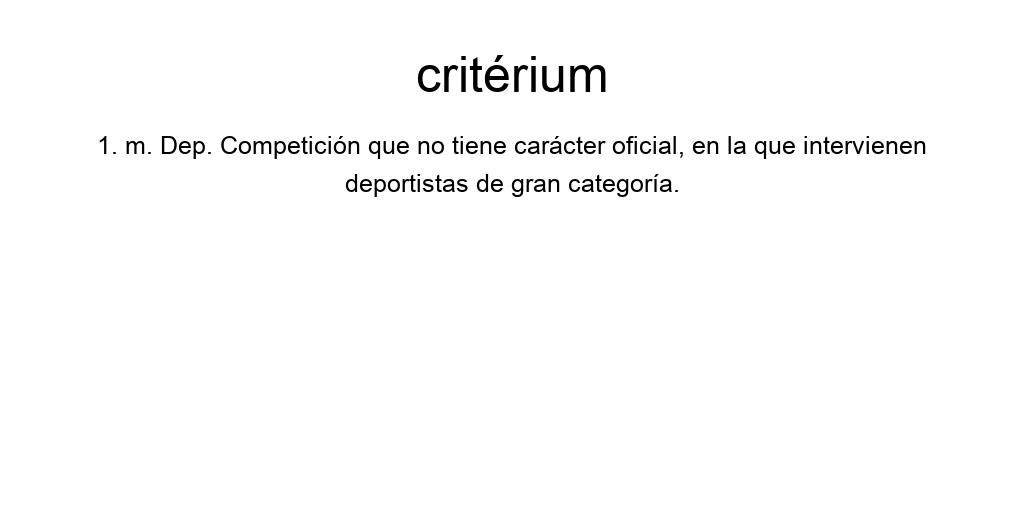 critérium
1. m. Dep. Competición que no tiene carácter oficial, en la que intervienen
deportistas de gran categoría.